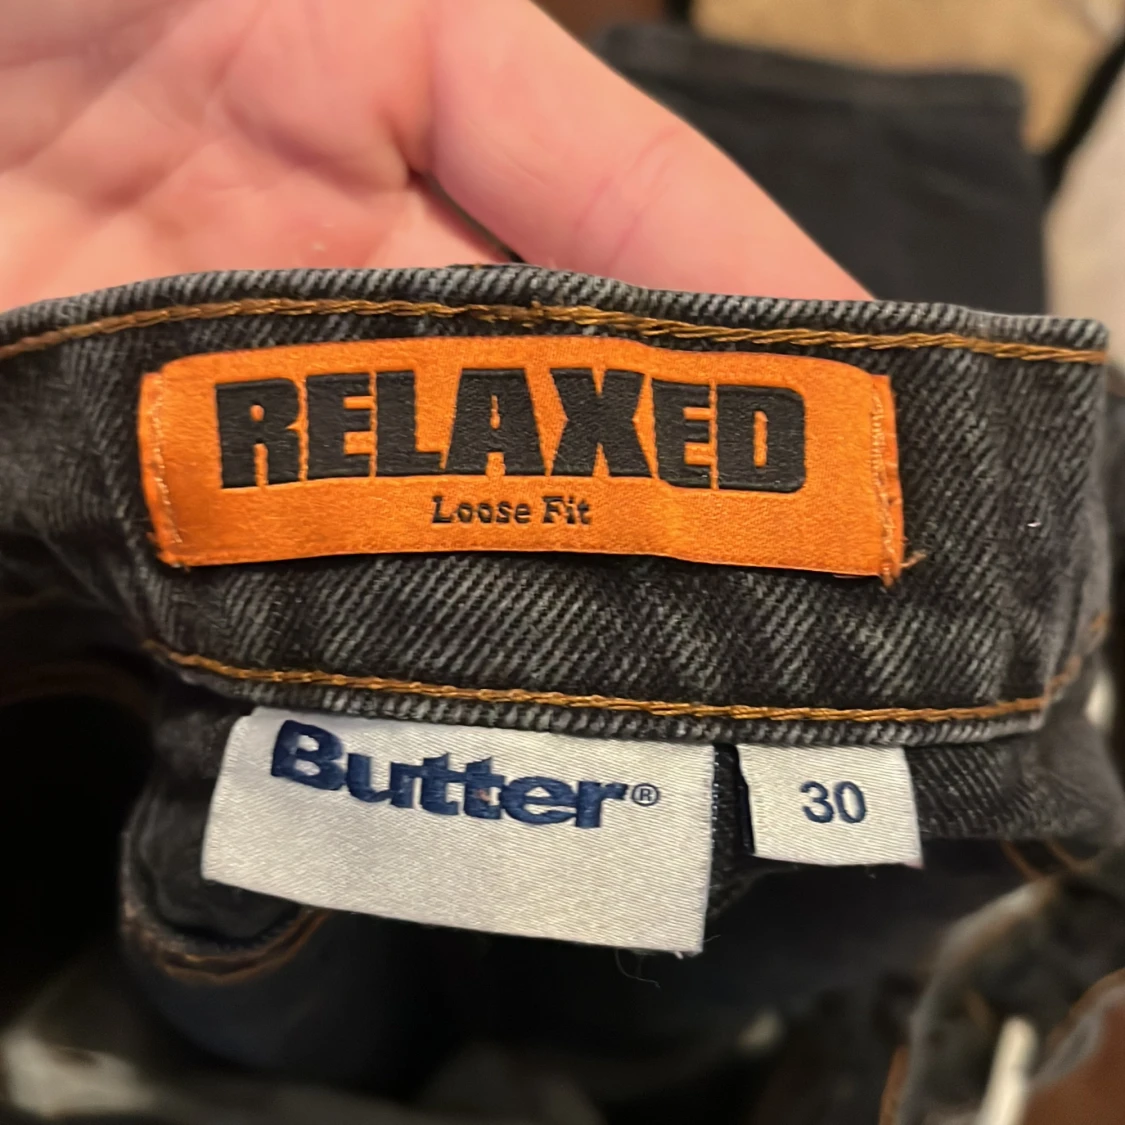 RELAXED
Loose Fit
Butter®
30